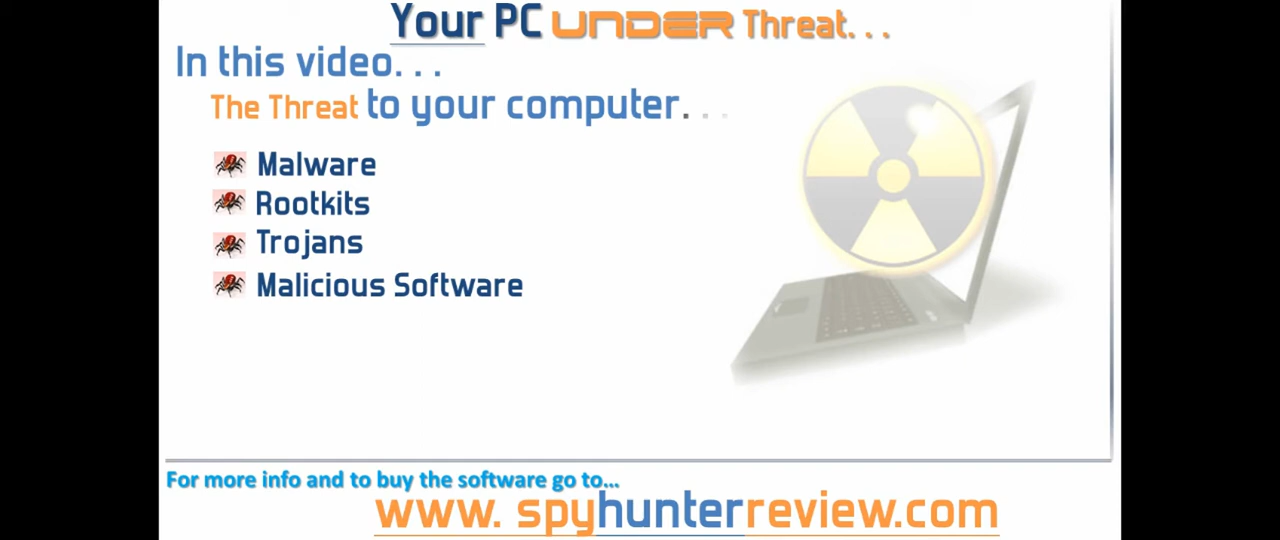 Your PC UNDER Threat...
In this video...
The Threat to your computer...
Malware
Rootkits
Trojans
Malicious Software
For more info and to buy the software go to...
www. spyhunterreview.com